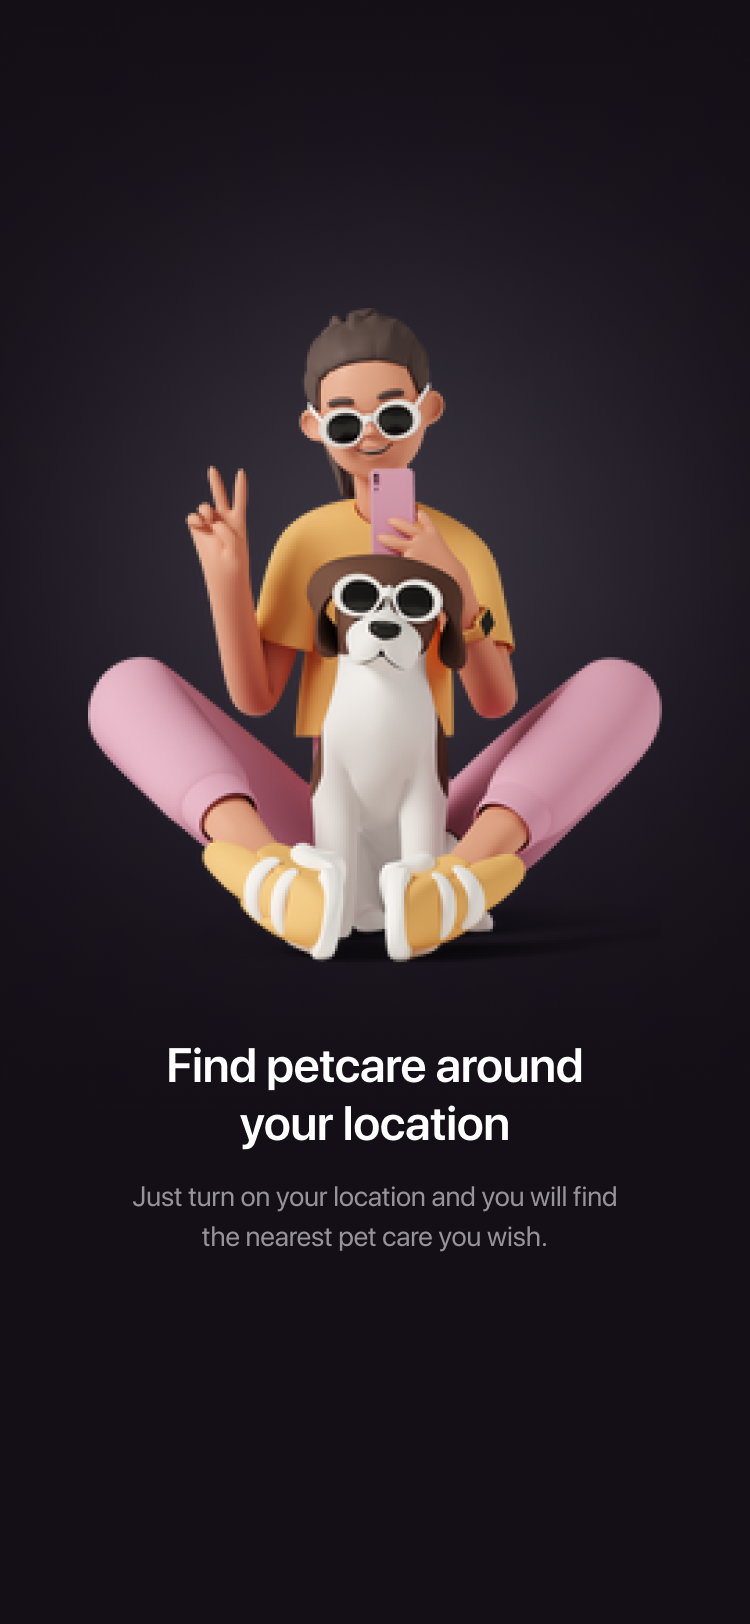 Find petcare around
your location
Just turn on your location and you will find
the nearest pet care you wish.